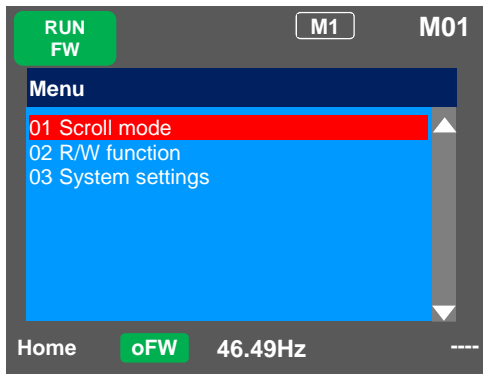 RUN
FW
M1
M01
Menu
01 Scroll mode
02 R/W function
03 System settings
Home
oFW
46.49Hz
----